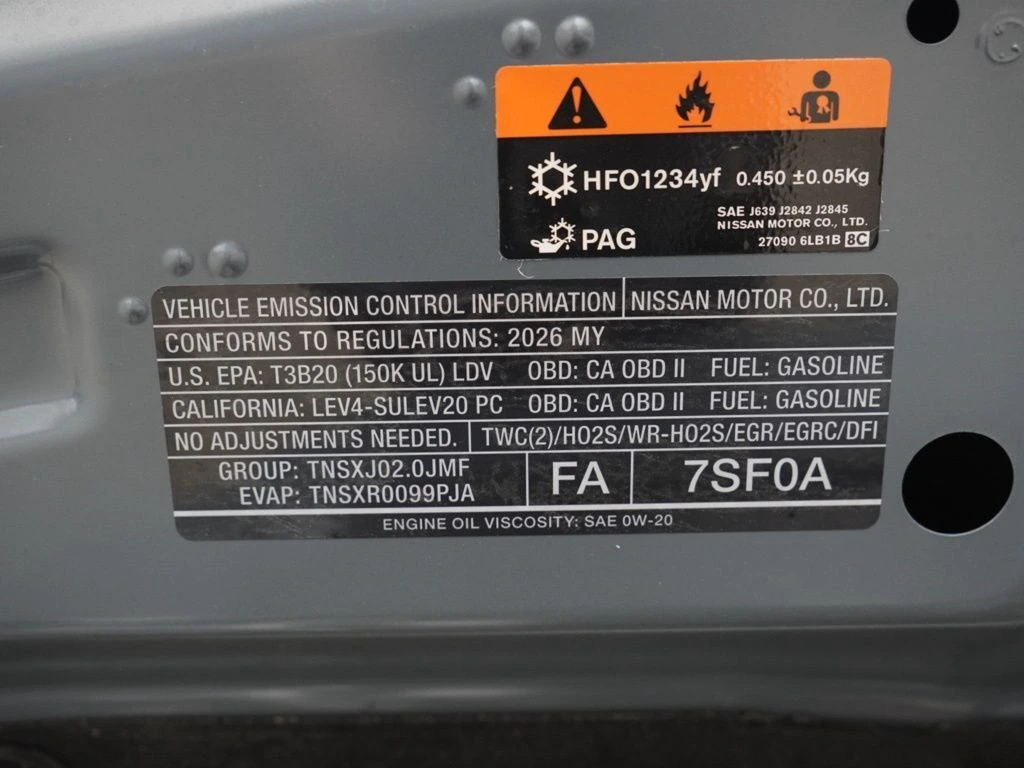 HFO1234yf 0.450 ±0.05Kg
SAE J639 J2842 J2845
NISSAN MOTOR CO., LTD.
PAG
27090 6LB1B 8C
VEHICLE EMISSION CONTROL INFORMATION NISSAN MOTOR CO., LTD.
CONFORMS TO REGULATIONS: 2026 MY
U.S. EPA: T3B20 (150K UL) LDV OBD: CA OBD II FUEL: GASOLINE
CALIFORNIA: LEV4-SULEV20 PC OBD: CA OBD II FUEL: GASOLINE
NO ADJUSTMENTS NEEDED. TWC(2)/HO2S/WR-HO2S/EGR/EGRC/DFI
GROUP: TNSXJ02.0JMF
EVAP: TNSXR0099PJA
FA 7SF0A
ENGINE OIL VISCOSITY: SAE 0W-20